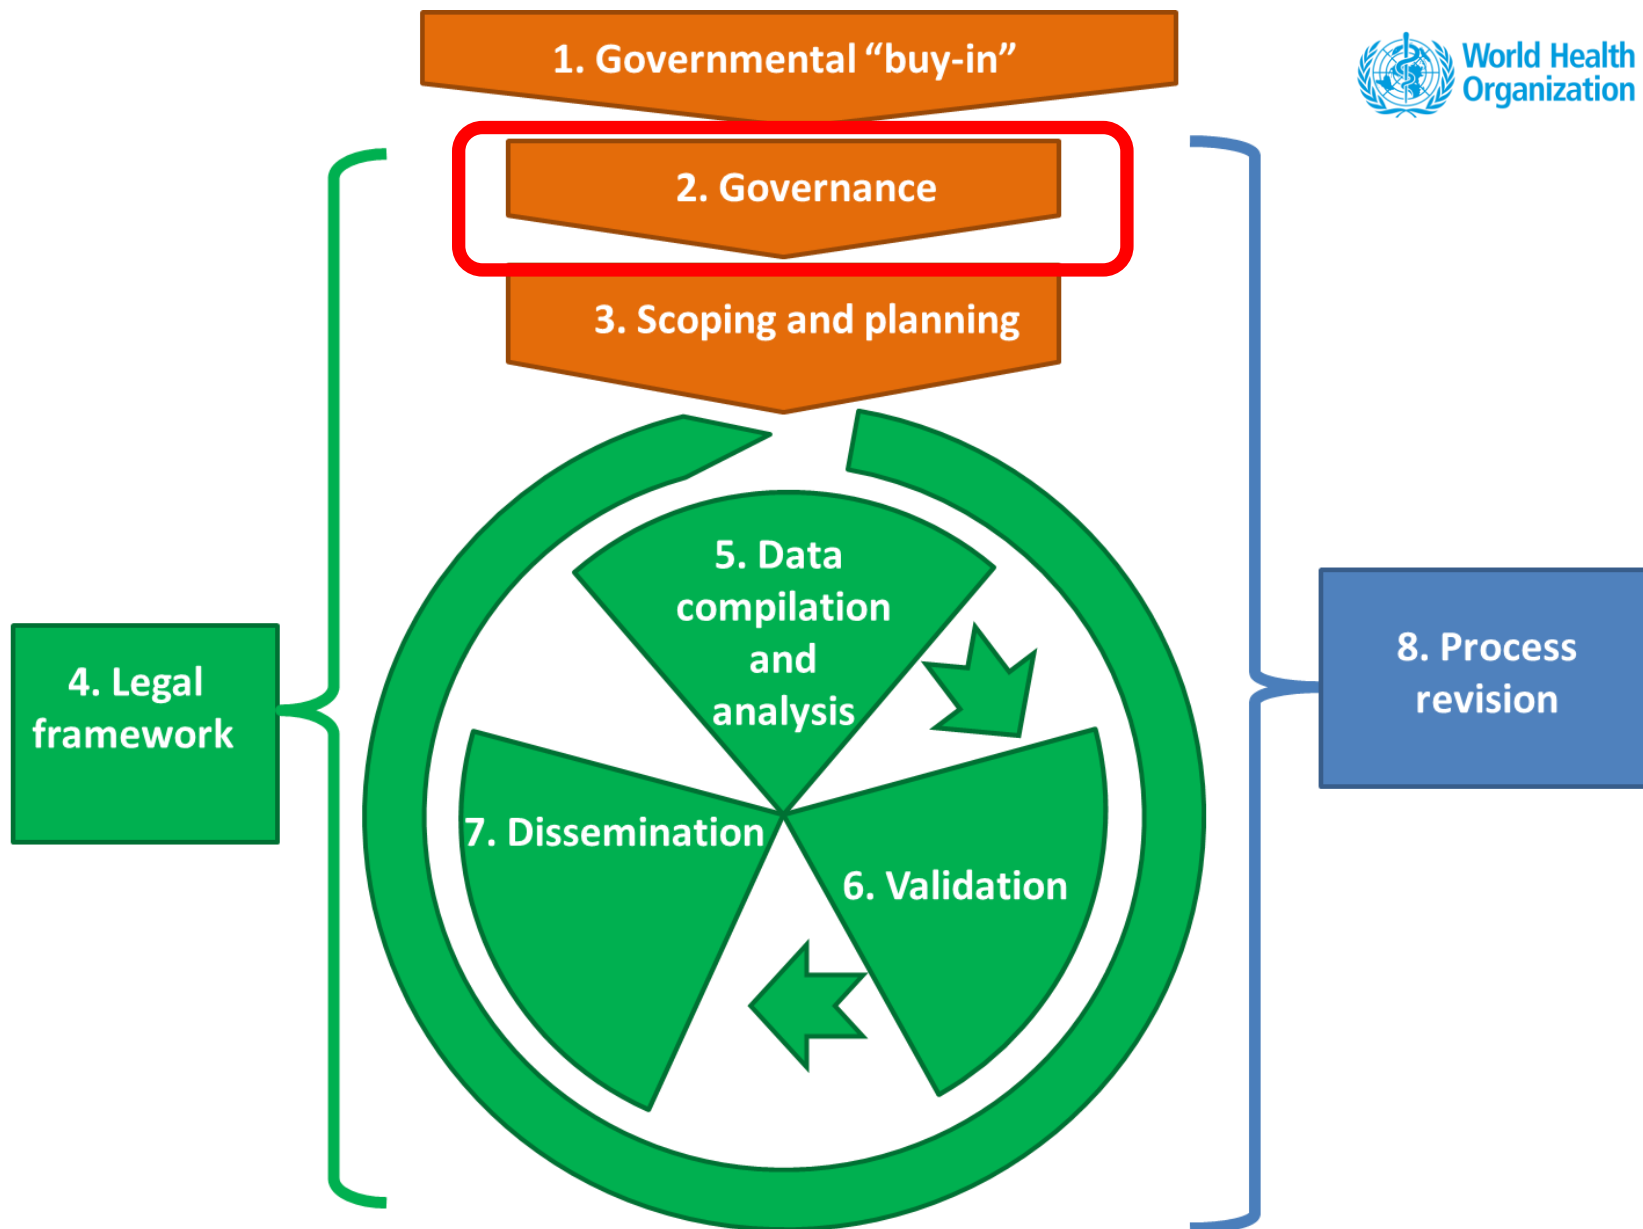 1. Governmental “buy-in”
World Health
Organization
2. Governance
3. Scoping and planning
5. Data
compilation
and
analysis
4. Legal
framework
8. Process
revision
7. Dissemination
6. Validation